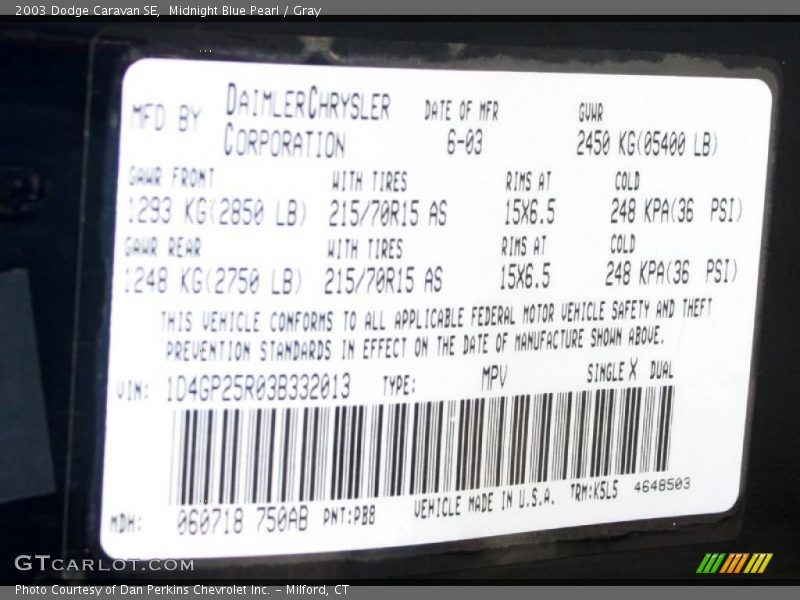 2003 Dodge Caravan SE,  Midnight Blue Pearl / Gray
MFD BY DAIMLERCHRYSLER CORPORATION
DATE OF MFR 6-03
GVWR 2450 KG(05400 LB)
GAWR FRONT WITH TIRES RIMS AT COLD
1293 KG(2850 LB) 215/70R15 AS 15X6.5 248 KPA(36 PSI)
GAWR REAR WITH TIRES RIMS AT COLD
1248 KG(2750 LB) 215/70R15 AS 15X6.5 248 KPA(36 PSI)
THIS VEHICLE CONFORMS TO ALL APPLICABLE FEDERAL MOTOR VEHICLE SAFETY AND THEFT
PREVENTION STANDARDS IN EFFECT ON THE DATE OF MANUFACTURE SHOWN ABOVE.
VIN: 1D4GP25R03B332013 TYPE: MPV SINGLE X DUAL
MDH: 060718 750AB PNT:PB8 VEHICLE MADE IN U.S.A. TRM:K5L5 4648503
GTCARLOT.COM
Photo Courtesy of Dan Perkins Chevrolet Inc. – Milford, CT